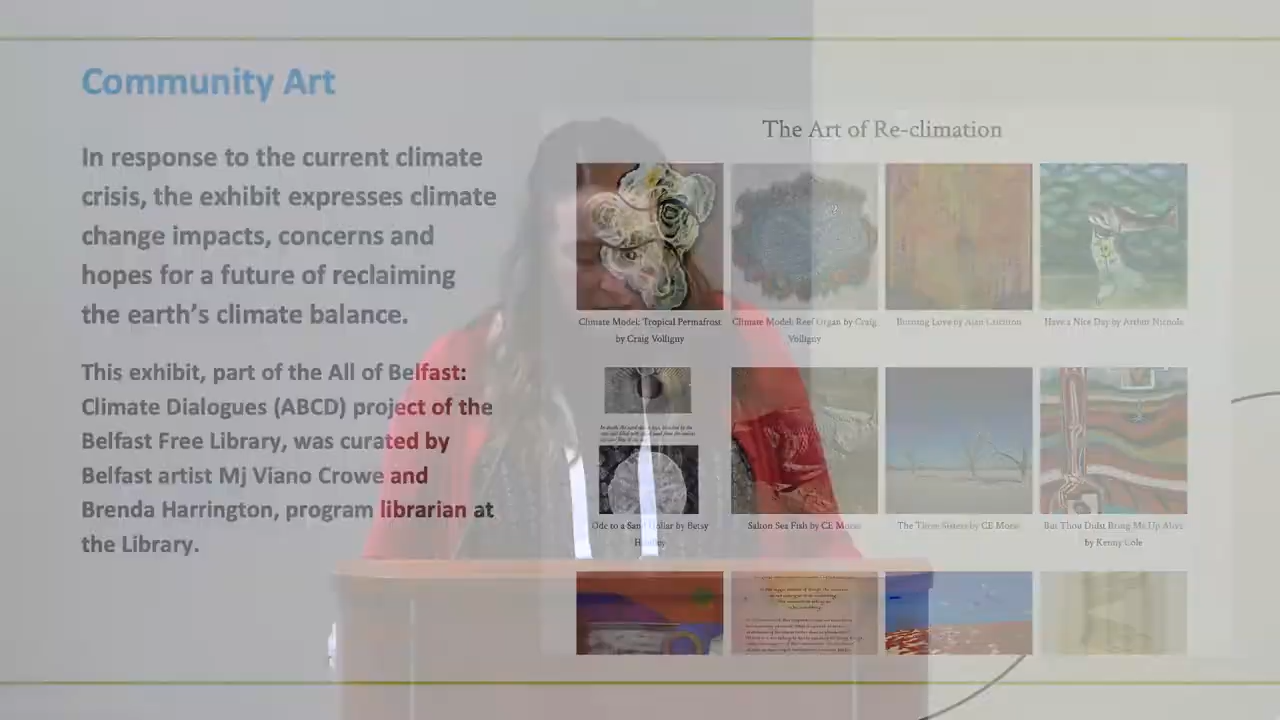 Community Art
In response to the current climate
crisis, the exhibit expresses climate
change impacts, concerns and
hopes for a future of reclaiming
the earth’s climate balance.
This exhibit, part of the All of Belfast:
Climate Dialogues (ABCD) project of the
Belfast Free Library, was curated by
Belfast artist Mj Viano Crowe and
Brenda Harrington, program librarian at
the Library.
The Art of Re-climation
Climate Model: Tropical Permafrost
by Craig Volligny
Climate Model: Reef Organ by Craig
Volligny
Burning Love by Alan Crichton
Have a Nice Day by Arthur Nichols
Ode to a Sand Dollar by Betsy
Salton Sea Fish by CE Morse
The Three Sisters by CE Morse
But Thou Didst Bring Me Up Alive
by Kenny Cole